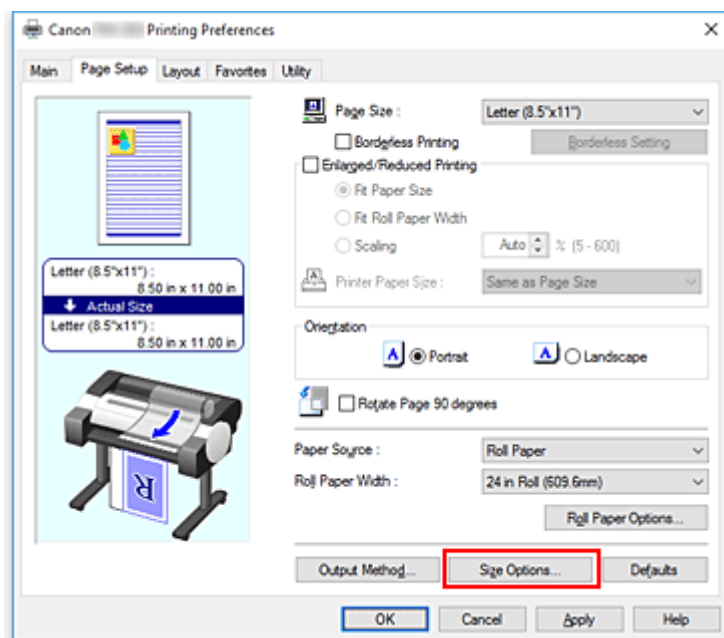 Canon Printing Preferences
Main Page Setup Layout Favorites Utility
Page Size : Letter (8.5"x11")
Borderless Printing Borderless Setting
Enlarged/Reduced Printing
Fit Paper Size
Fit Roll Paper Width
Scaling Auto % (5 - 600)
Printer Paper Size : Same as Page Size
Letter (8.5"x11") :
8.50 in x 11.00 in
Actual Size
Letter (8.5"x11") :
8.50 in x 11.00 in
Orientation
A Portrait A Landscape
Rotate Page 90 degrees
Paper Source : Roll Paper
Roll Paper Width : 24 in Roll (609.6mm)
Roll Paper Options...
R
Output Method... Size Options... Defaults
OK Cancel Apply Help